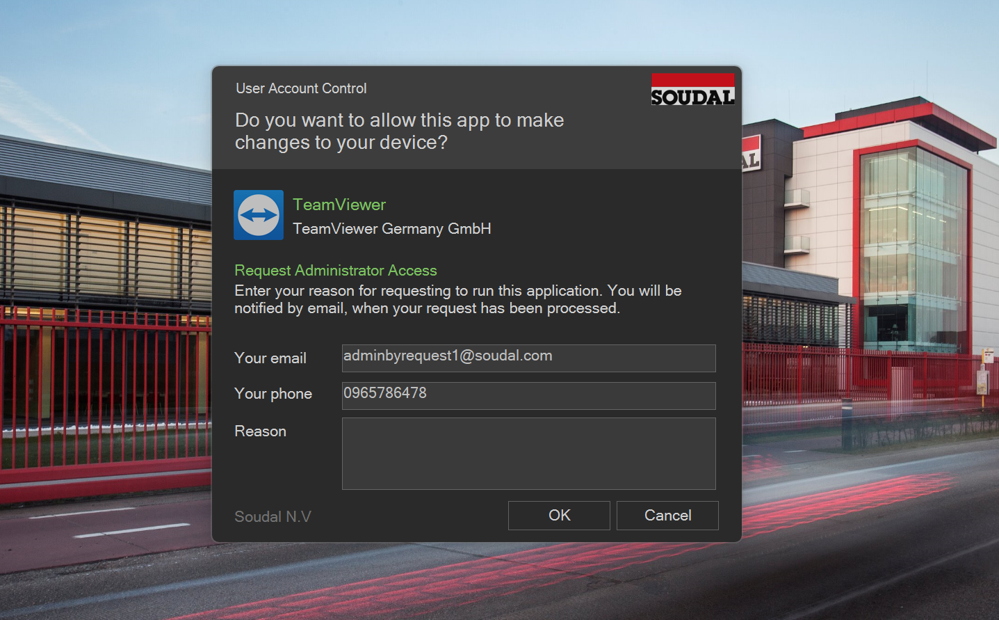 User Account Control
SOUDAL
Do you want to allow this app to make
changes to your device?
AL
TeamViewer
TeamViewer Germany GmbH
Request Administrator Access
Enter your reason for requesting to run this application. You will be
notified by email, when your request has been processed.
Your email
adminbyrequest1@soudal.com
Your phone
0965786478
Reason
Soudal N.V
OK
Cancel